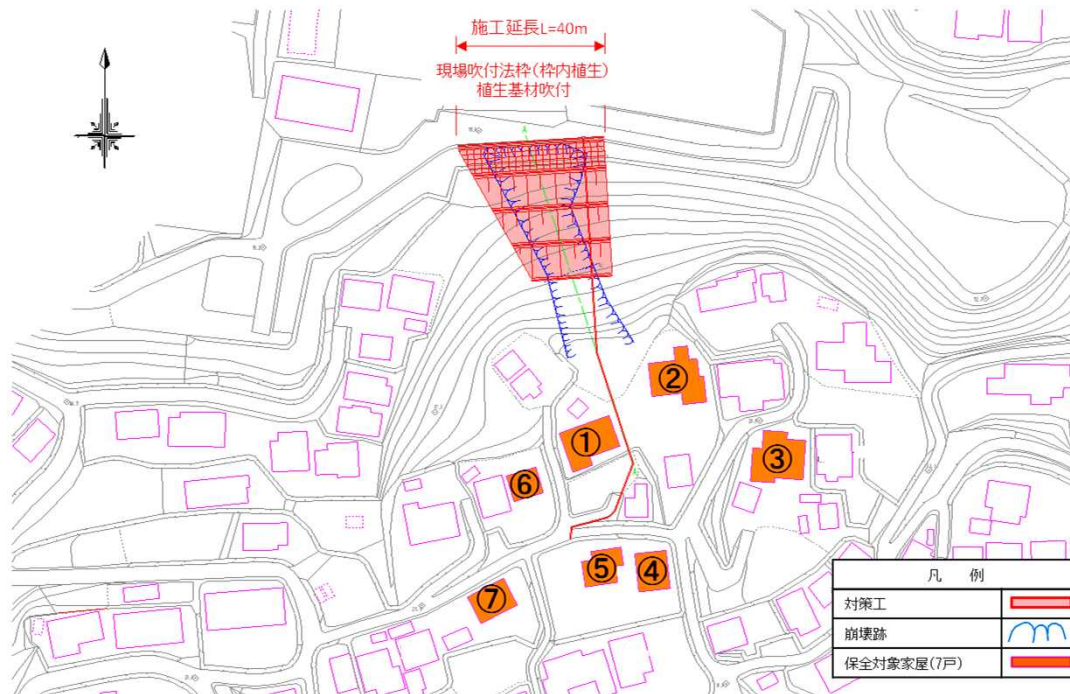 施工延長L=40m
現場吹付法枠(枠内植生)
植生基材吹付
A
②
①
③
⑥
⑤
④
⑦
凡 例
対策工
崩壊跡
保全対象家屋(7戸)